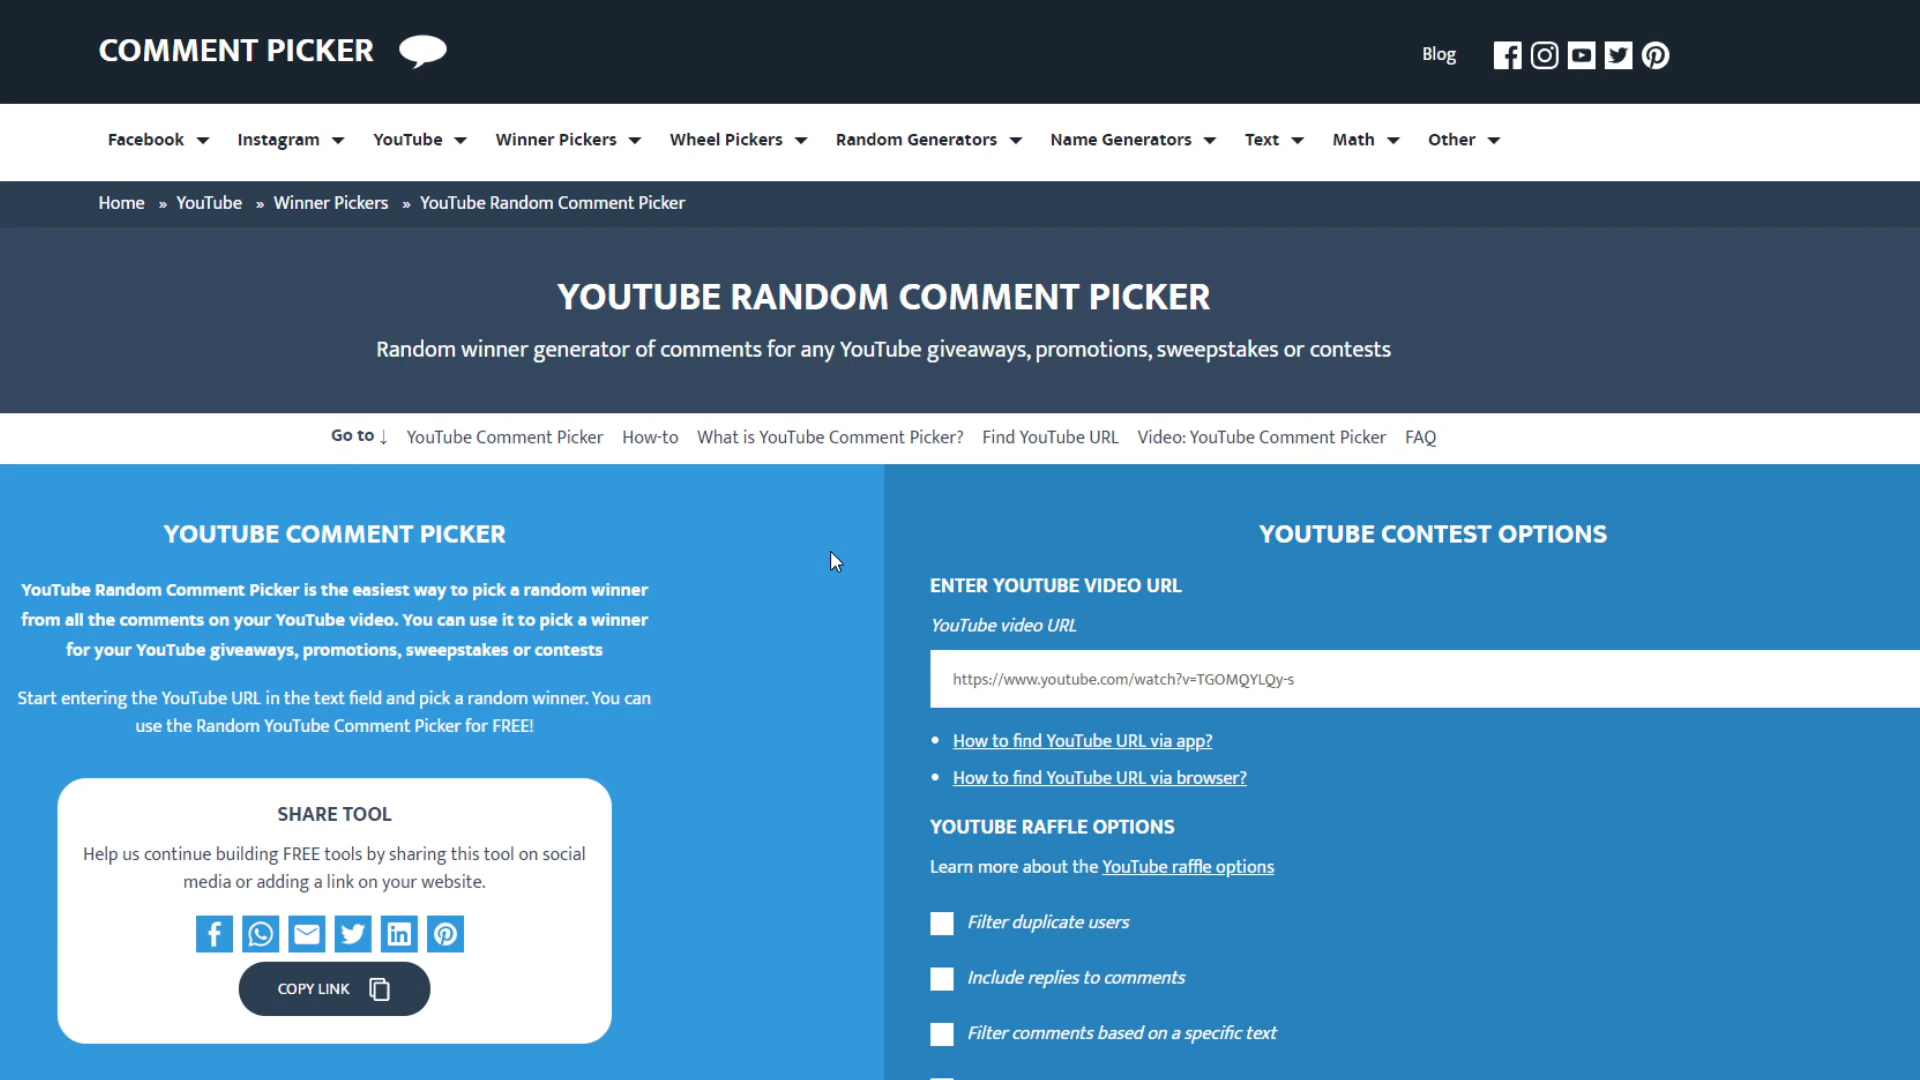 COMMENT PICKER
Blog
Facebook Instagram YouTube Winner Pickers Wheel Pickers Random Generators Name Generators Text Math Other
Home » YouTube » Winner Pickers » YouTube Random Comment Picker
YOUTUBE RANDOM COMMENT PICKER
Random winner generator of comments for any YouTube giveaways, promotions, sweepstakes or contests
Go to ↓ YouTube Comment Picker How-to What is YouTube Comment Picker? Find YouTube URL Video: YouTube Comment Picker FAQ
YOUTUBE COMMENT PICKER
YouTube Random Comment Picker is the easiest way to pick a random winner
from all the comments on your YouTube video. You can use it to pick a winner
for your YouTube giveaways, promotions, sweepstakes or contests
Start entering the YouTube URL in the text field and pick a random winner. You can
use the Random YouTube Comment Picker for FREE!
SHARE TOOL
Help us continue building FREE tools by sharing this tool on social
media or adding a link on your website.
COPY LINK
YOUTUBE CONTEST OPTIONS
ENTER YOUTUBE VIDEO URL
YouTube video URL
https://www.youtube.com/watch?v=TGOMQYLQy-s
• How to find YouTube URL via app?
• How to find YouTube URL via browser?
YOUTUBE RAFFLE OPTIONS
Learn more about the YouTube raffle options
Filter duplicate users
Include replies to comments
Filter comments based on a specific text